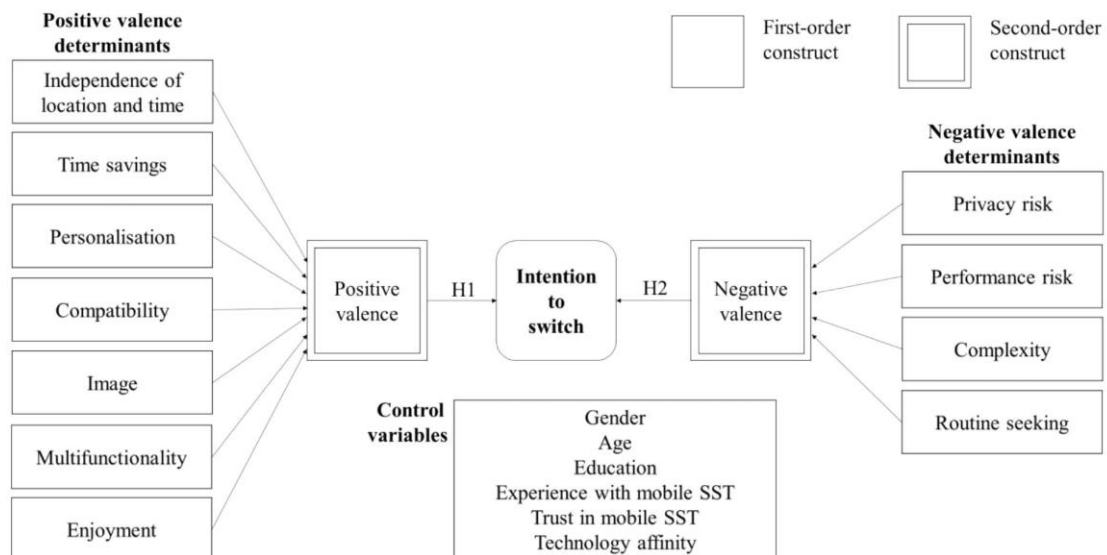 Positive valence
determinants
Independence of
location and time
Time savings
Personalisation
Compatibility
Image
Multifunctionality
Enjoyment
First-order
construct
Second-order
construct
Positive
valence
H1
Intention
to
switch
H2
Negative
valence
Negative valence
determinants
Privacy risk
Performance risk
Complexity
Routine seeking
Control
variables
Gender
Age
Education
Experience with mobile SST
Trust in mobile SST
Technology affinity